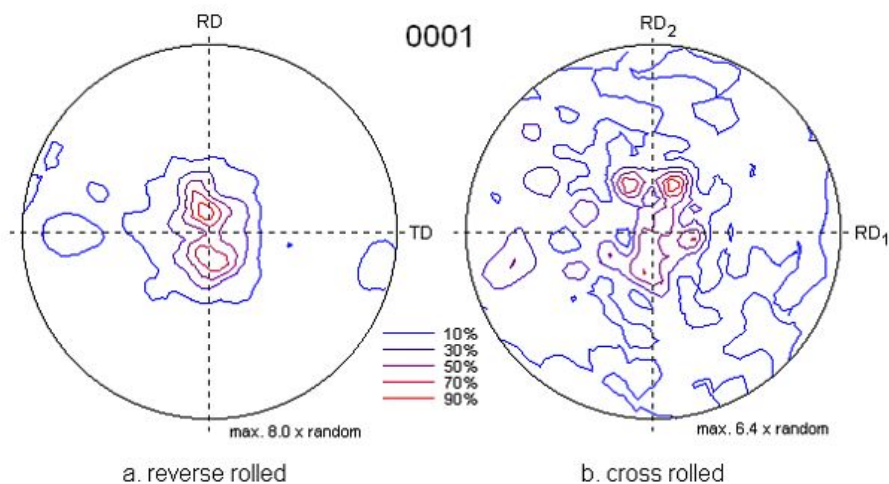 RD
0001
RD2
TD
RD1
10%
30%
50%
70%
90%
max. 8.0 x random
max. 6.4 x random
a. reverse rolled
b. cross rolled